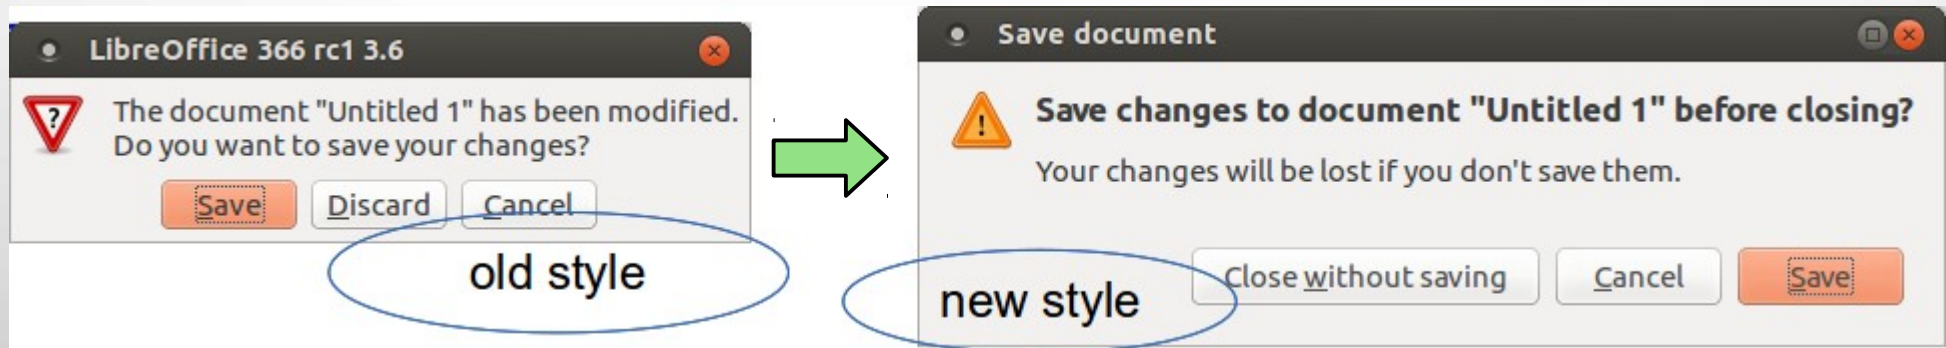 LibreOffice 366 rc1 3.6
The document "Untitled 1" has been modified.
Do you want to save your changes?
Save Discard Cancel
old style
Save document
Save changes to document "Untitled 1" before closing?
Your changes will be lost if you don't save them.
Close without saving Cancel Save
new style